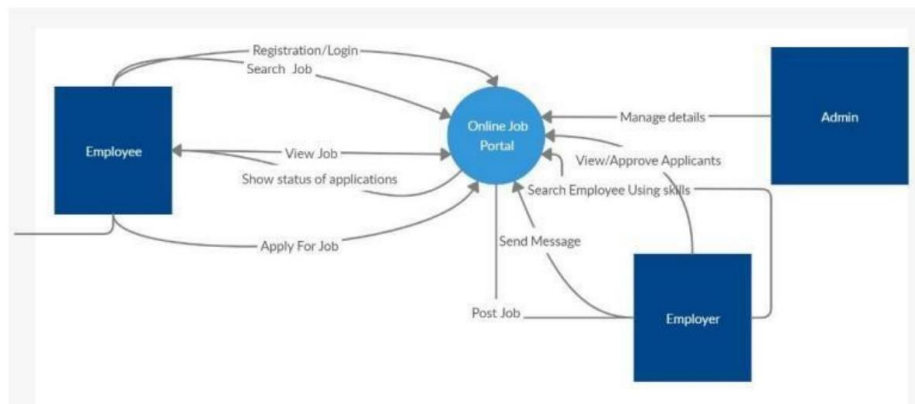 Registration/Login
Search Job
Employee
Online Job
Portal
Manage details
Admin
View Job
View/Approve Applicants
Show status of applications
Search Employee Using skills
Apply For Job
Send Message
Post Job
Employer